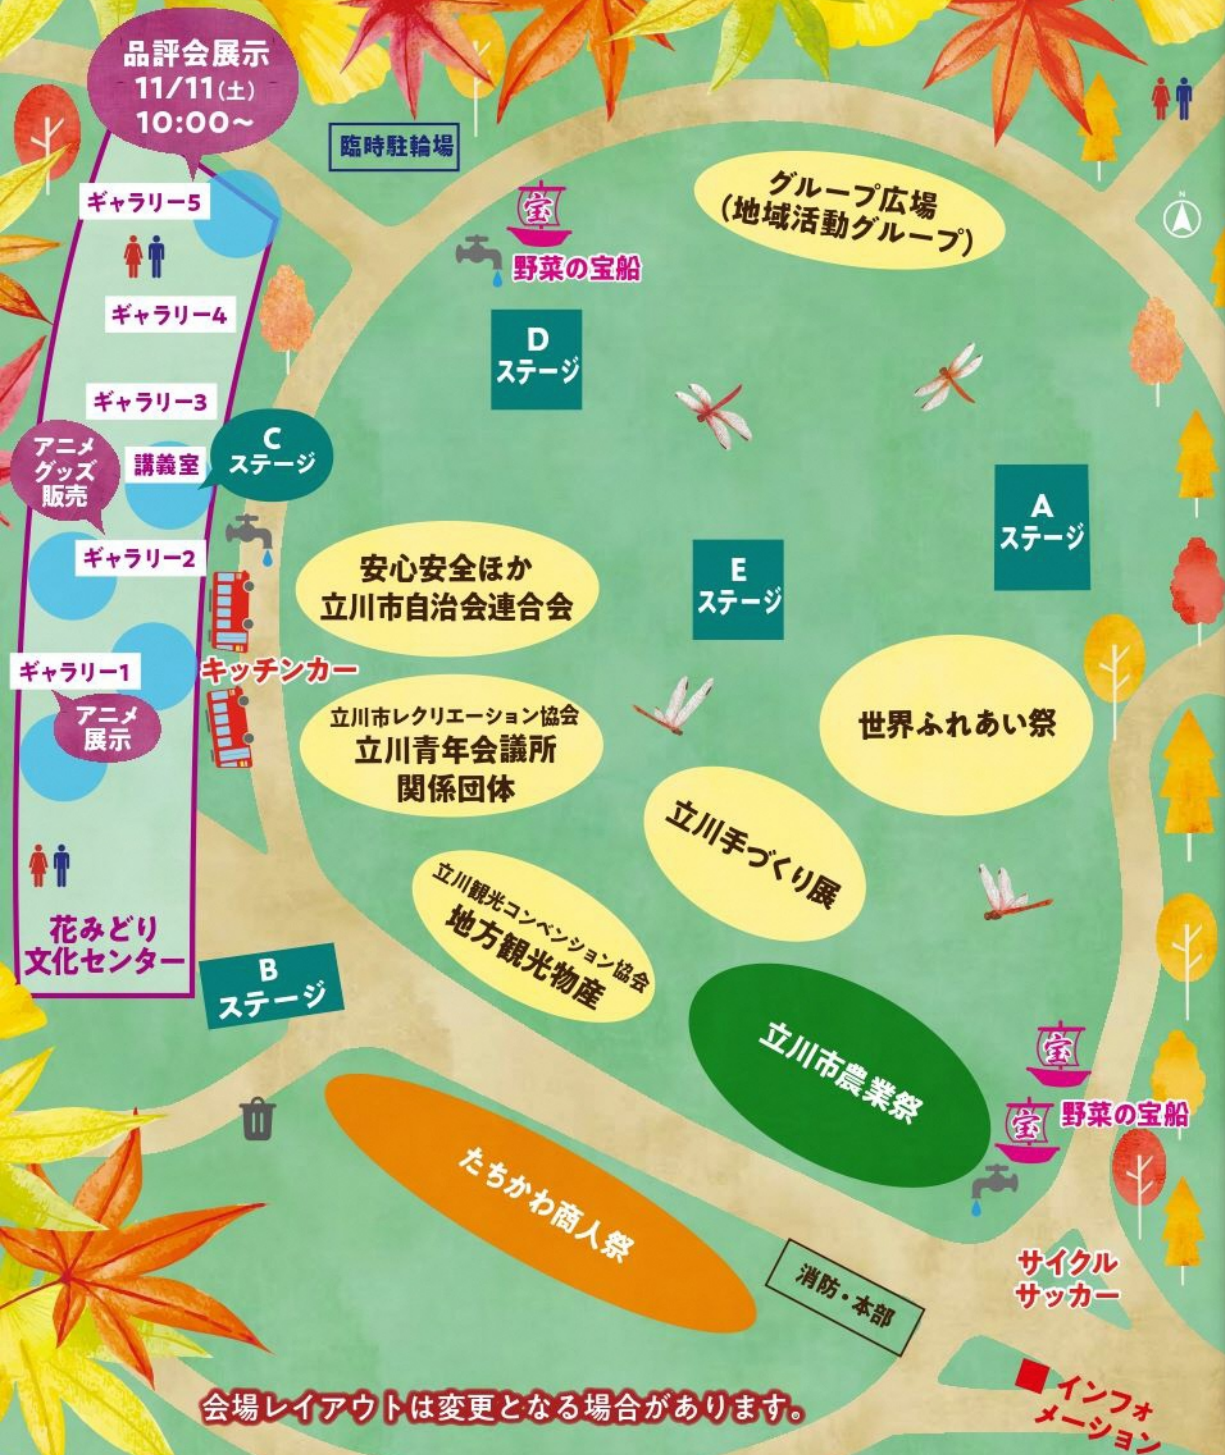 品評会展示
11/11(土)
10:00～
臨時駐輪場
グループ広場
(地域活動グループ)
N
ギャラリー5
宝
野菜の宝船
ギャラリー4
D
ステージ
ギャラリー3
アニメ
グッズ
販売
講義室
C
ステージ
A
ステージ
ギャラリー2
安心安全ほか
立川市自治会連合会
E
ステージ
ギャラリー1
キッチンカー
アニメ
展示
立川市レクリエーション協会
立川青年会議所
関係団体
世界ふれあい祭
立川手づくり展
立川観光コンベンション協会
地方観光物産
花みどり
文化センター
B
ステージ
立川市農業祭
宝
宝
野菜の宝船
たちかわ商人祭
消防・本部
サイクル
サッカー
インフォ
メーション
会場レイアウトは変更となる場合があります。